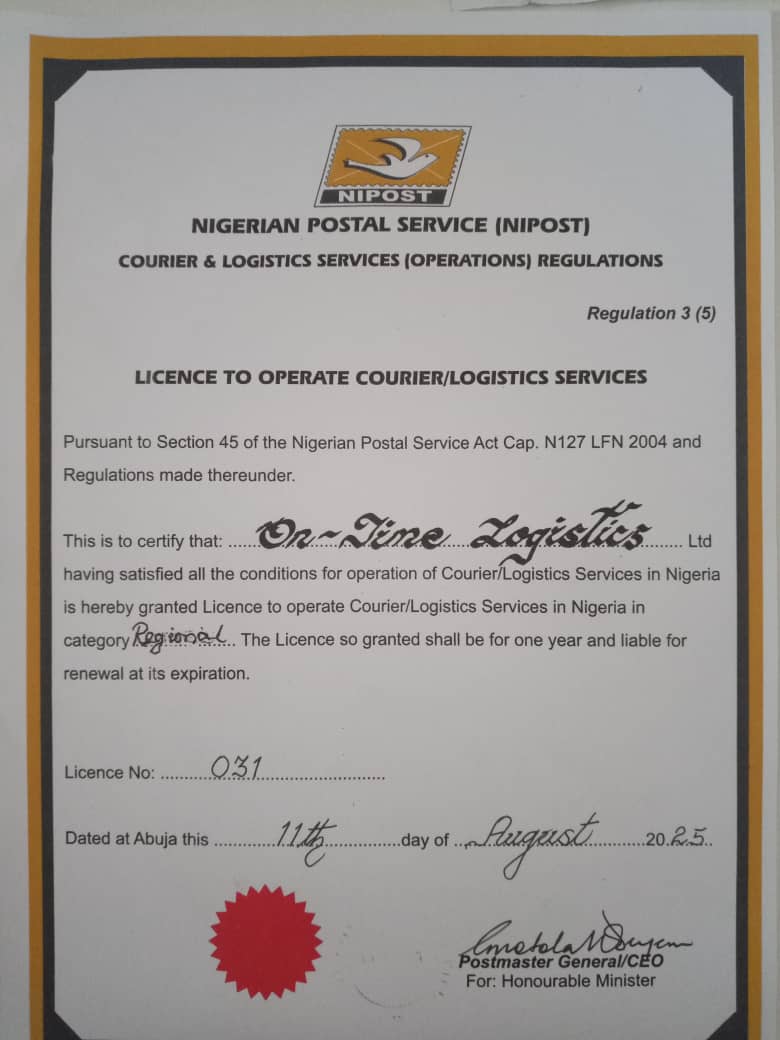 NIPOST
NIGERIAN POSTAL SERVICE (NIPOST)
COURIER & LOGISTICS SERVICES (OPERATIONS) REGULATIONS
Regulation 3 (5)
LICENCE TO OPERATE COURIER/LOGISTICS SERVICES
Pursuant to Section 45 of the Nigerian Postal Service Act Cap. N127 LFN 2004 and
Regulations made thereunder.
This is to certify that: On-Time Logistics Ltd
having satisfied all the conditions for operation of Courier/Logistics Services in Nigeria
is hereby granted Licence to operate Courier/Logistics Services in Nigeria in
category Regional. The Licence so granted shall be for one year and liable for
renewal at its expiration.
Licence No: 031
Dated at Abuja this 11th day of August 2025
Postmaster General/CEO
For: Honourable Minister